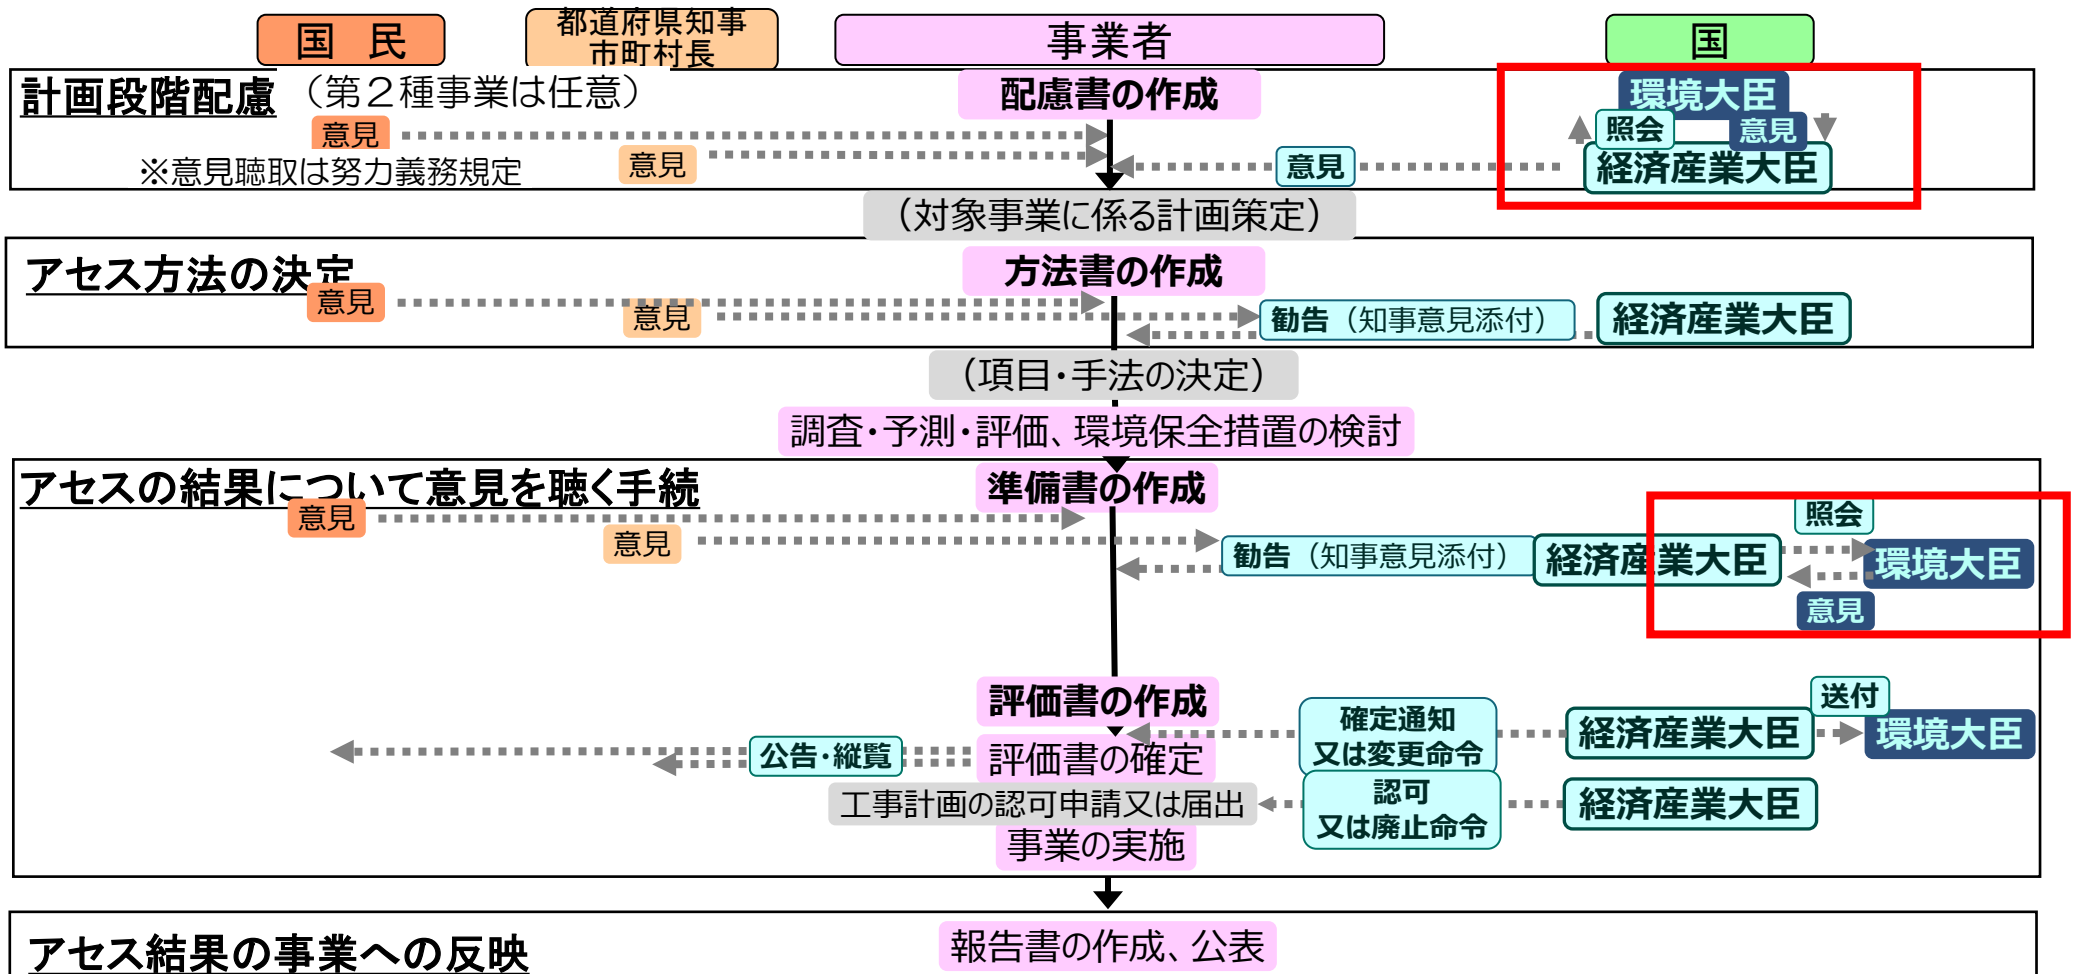 国　民
都道府県知事
市町村長
事業者
国
計画段階配慮
（第２種事業は任意）
配慮書の作成
環境大臣
意見
照会
意見
※意見聴取は努力義務規定
意見
意見
経済産業大臣
（対象事業に係る計画策定）
アセス方法の決定
方法書の作成
意見
意見
勧告（知事意見添付）
経済産業大臣
（項目・手法の決定）
調査・予測・評価、環境保全措置の検討
アセスの結果について意見を聴く手続
準備書の作成
照会
意見
意見
勧告（知事意見添付）
経済産業大臣
環境大臣
意見
評価書の作成
送付
確定通知
又は変更命令
経済産業大臣
環境大臣
公告・縦覧
評価書の確定
工事計画の認可申請又は届出
認可
又は廃止命令
経済産業大臣
事業の実施
アセス結果の事業への反映
報告書の作成、公表